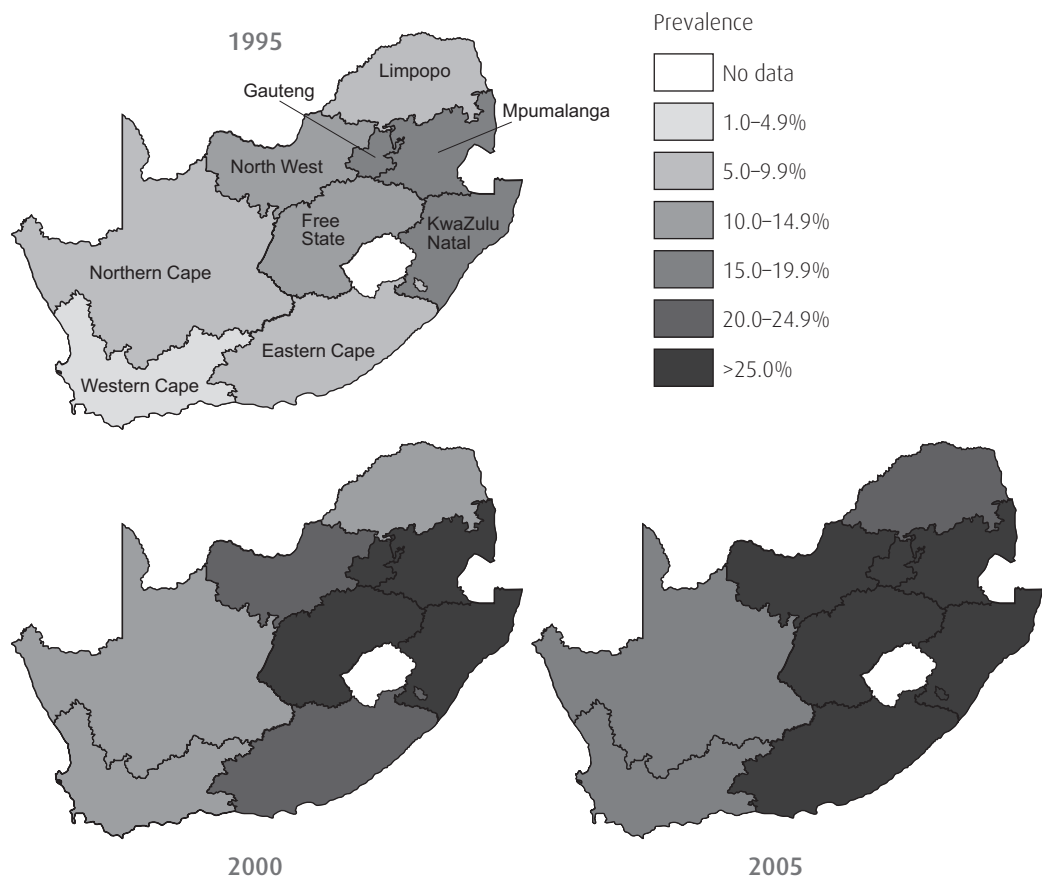 1995
Limpopo
Gauteng
Mpumalanga
North West
Free
State
KwaZulu
Natal
Northern Cape
Eastern Cape
Western Cape
Prevalence
No data
1.0–4.9%
5.0–9.9%
10.0–14.9%
15.0–19.9%
20.0–24.9%
>25.0%
2000
2005